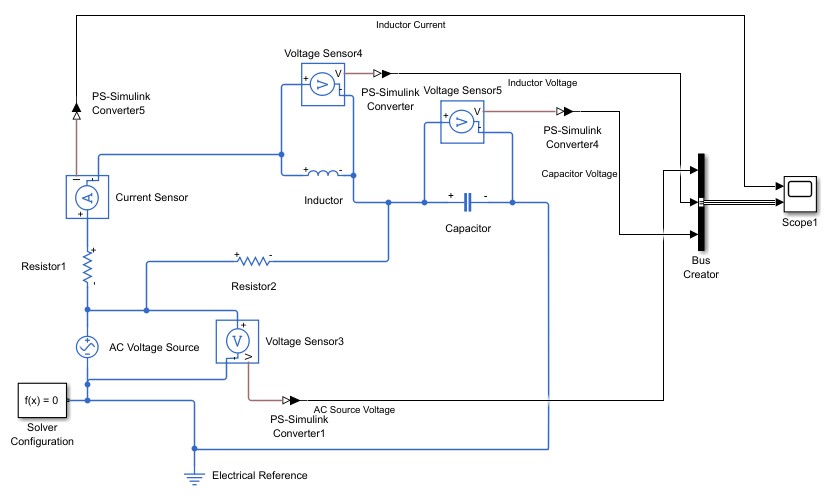 Inductor Current
Voltage Sensor4
+
V
-
Inductor Voltage
PS-Simulink
Converter
Voltage Sensor5
+
V
-
PS-Simulink
Converter5
PS-Simulink
Converter4
Capacitor Voltage
I
-
A
+
Current Sensor
+ -
Inductor
+ -
Capacitor
Scope1
Bus
Creator
Resistor1
+
-
+ -
Resistor2
AC Voltage Source
+
V
-
V
Voltage Sensor3
f(x) = 0
Solver
Configuration
AC Source Voltage
PS-Simulink
Converter1
Electrical Reference